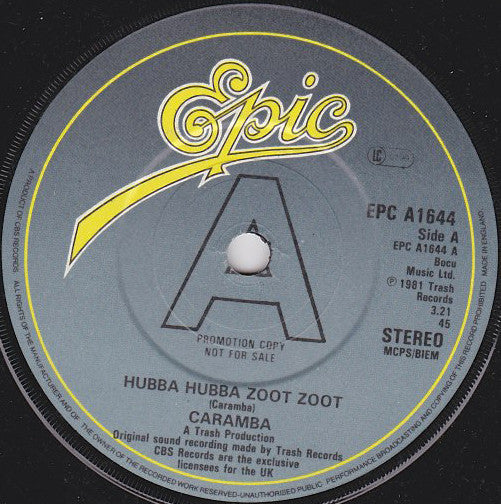 Epic
LC
A
A
PROMOTION COPY
NOT FOR SALE
EPC A1644
Side A
EPC A1644 A
Bocu
Music Ltd.
℗ 1981 Trash
Records
3.21
45
STEREO
MCPS/BIEM
HUBBA HUBBA ZOOT ZOOT
(Caramba)
CARAMBA
A Trash Production
Original sound recording made by Trash Records
CBS Records are the exclusive
licensees for the UK
A PRODUCT OF CBS RECORDS. ALL RIGHTS OF THE MANUFACTURER AND OF THE OWNER OF THE RECORDED WORK RESERVED. UNAUTHORISED PUBLIC PERFORMANCE BROADCASTING AND COPYING OF THIS RECORD PROHIBITED
MADE IN ENGLAND.